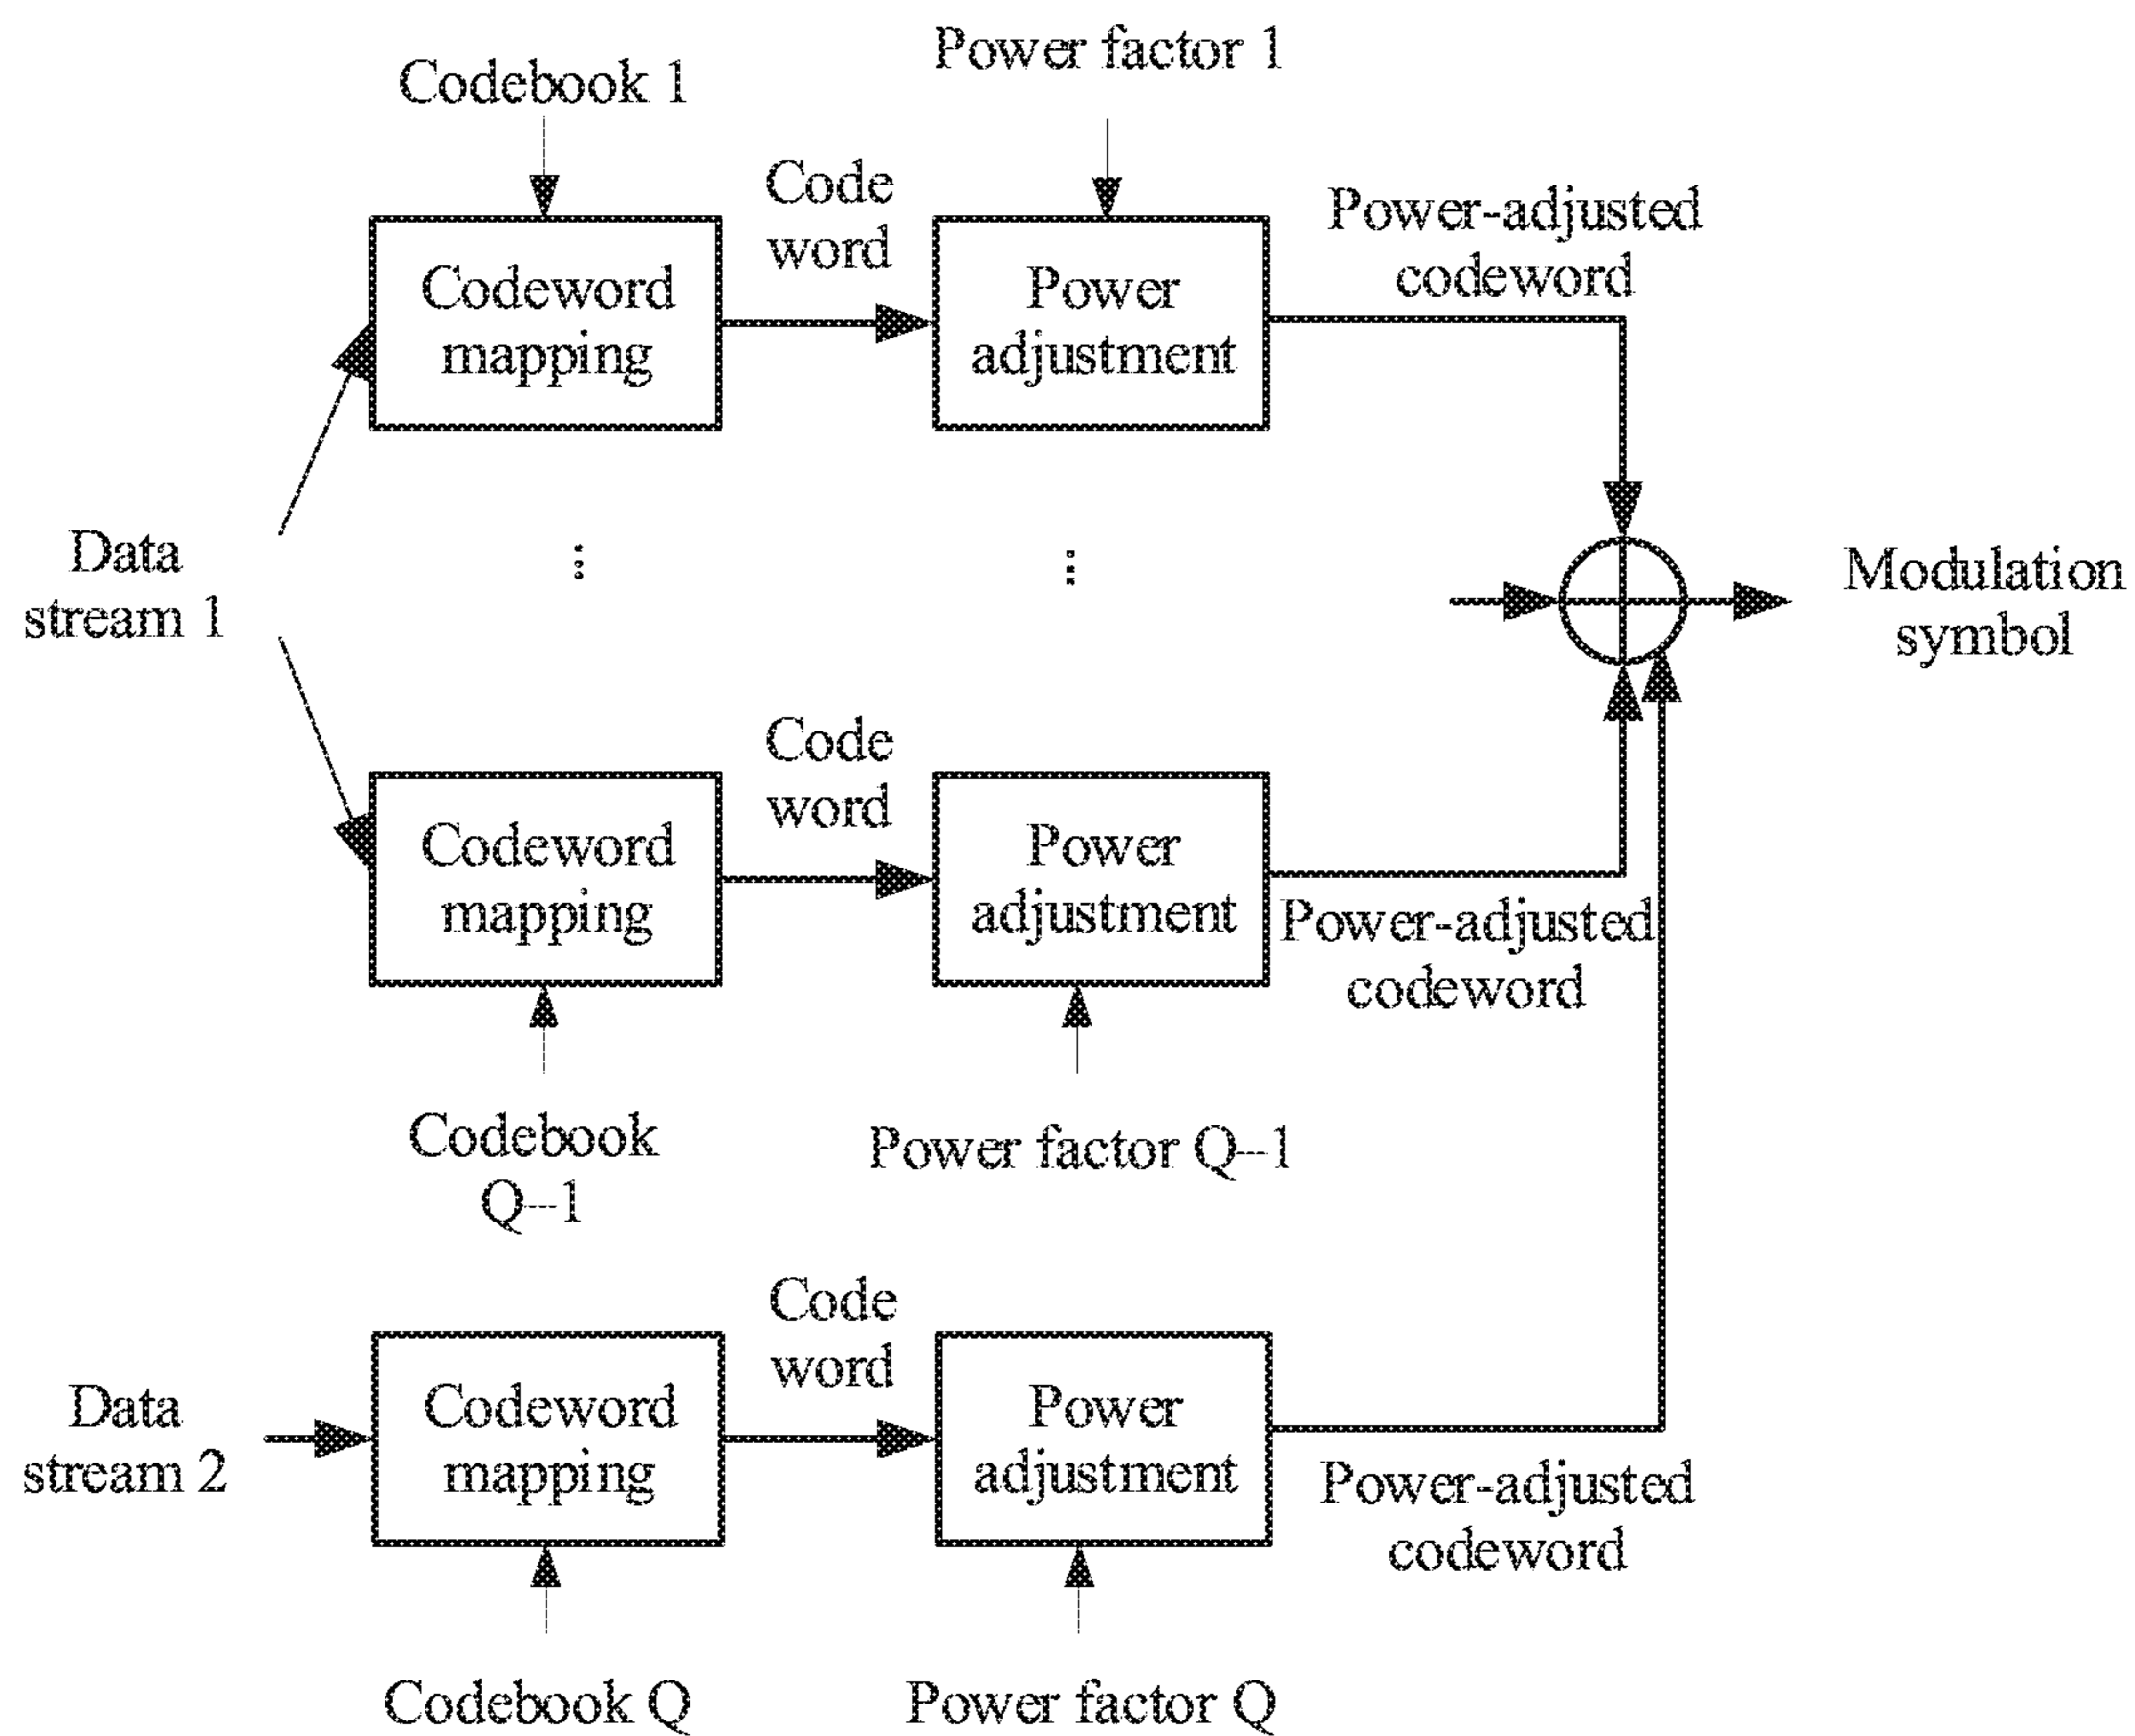 Power factor 1
Codebook 1
Code
word
Power-adjusted
codeword
Codeword
mapping
Power
adjustment
Data
stream 1
Modulation
symbol
Code
word
Codeword
mapping
Power
adjustment
Power-adjusted
codeword
Codebook
Q--1
Power factor Q--1
Code
word
Data
stream 2
Codeword
mapping
Power
adjustment
Power-adjusted
codeword
Codebook Q
Power factor Q